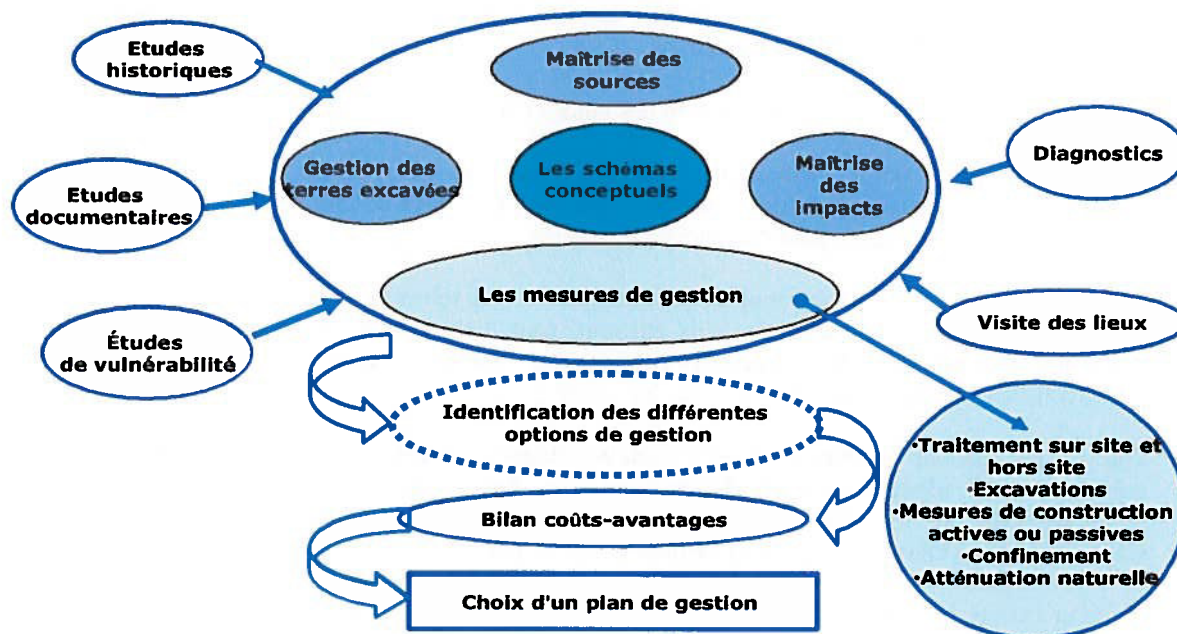 Etudes
historiques
Maîtrise des
sources
Gestion des
terres excavées
Les schémas
conceptuels
Maîtrise
des
impacts
Diagnostics
Etudes
documentaires
Les mesures de gestion
Visite des lieux
Études
de vulnérabilité
Identification des différentes
options de gestion
•Traitement sur site et
hors site
•Excavations
•Mesures de construction
actives ou passives
•Confinement
•Atténuation naturelle
Bilan coûts-avantages
Choix d'un plan de gestion